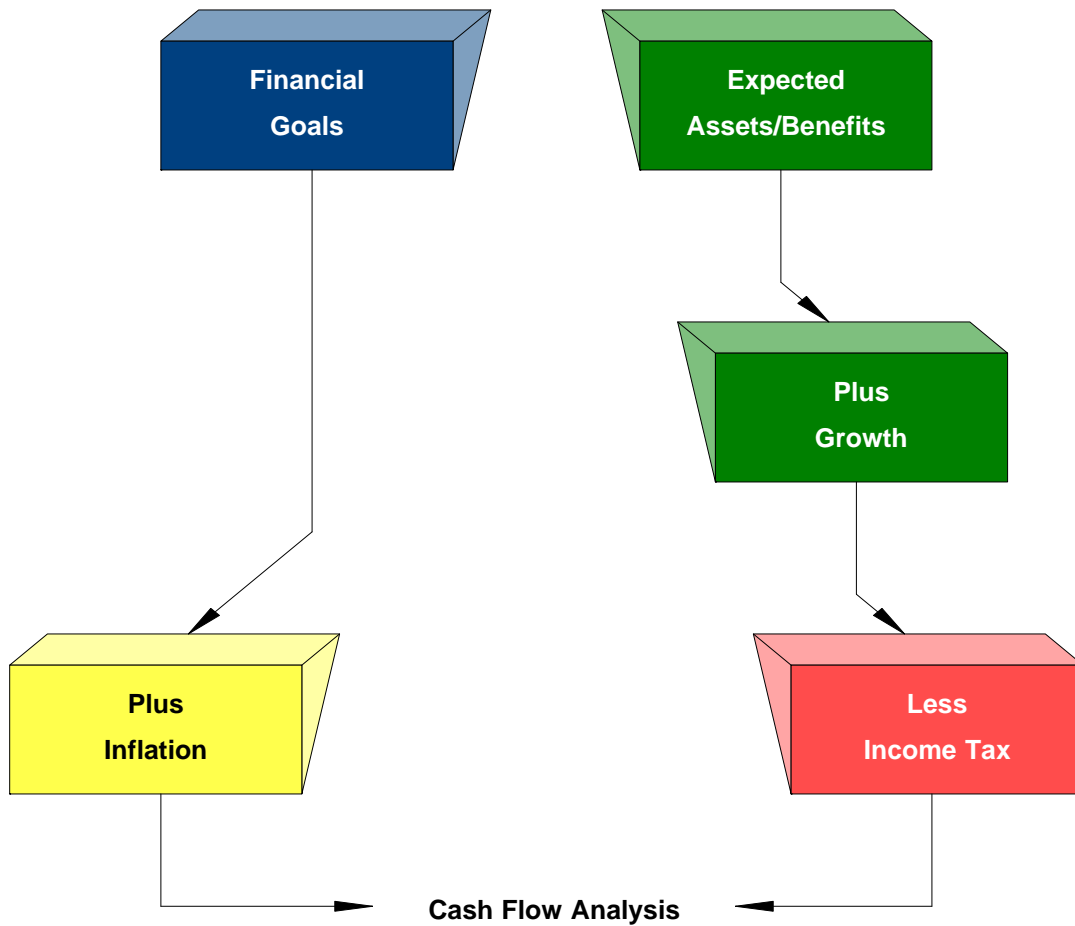 Financial
Goals
Expected
Assets/Benefits
Plus
Growth
Plus
Inflation
Less
Income Tax
Cash Flow Analysis